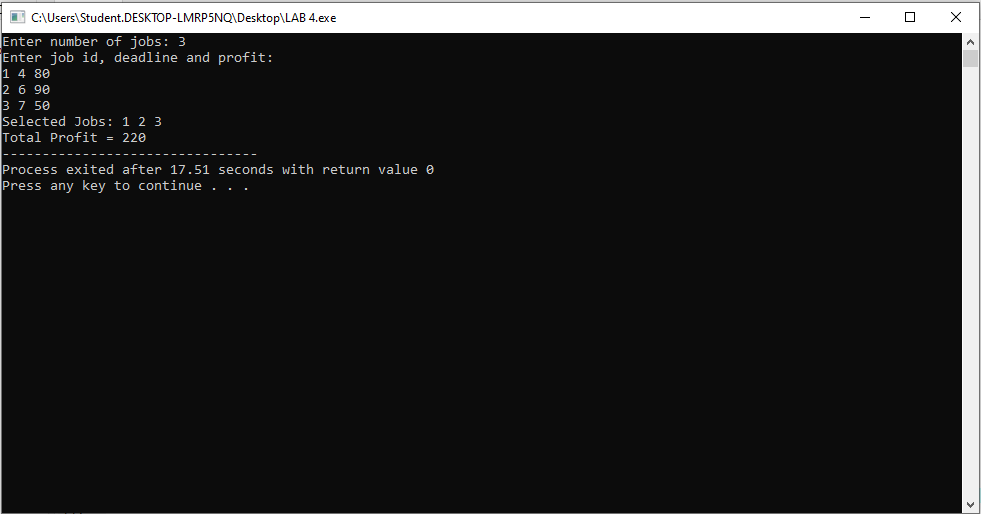 C:\Users\Student.DESKTOP-LMRP5NQ\Desktop\LAB 4.exe
Enter number of jobs: 3
Enter job id, deadline and profit:
1 4 80
2 6 90
3 7 50
Selected Jobs: 1 2 3
Total Profit = 220
--------------------------------
Process exited after 17.51 seconds with return value 0
Press any key to continue . . .